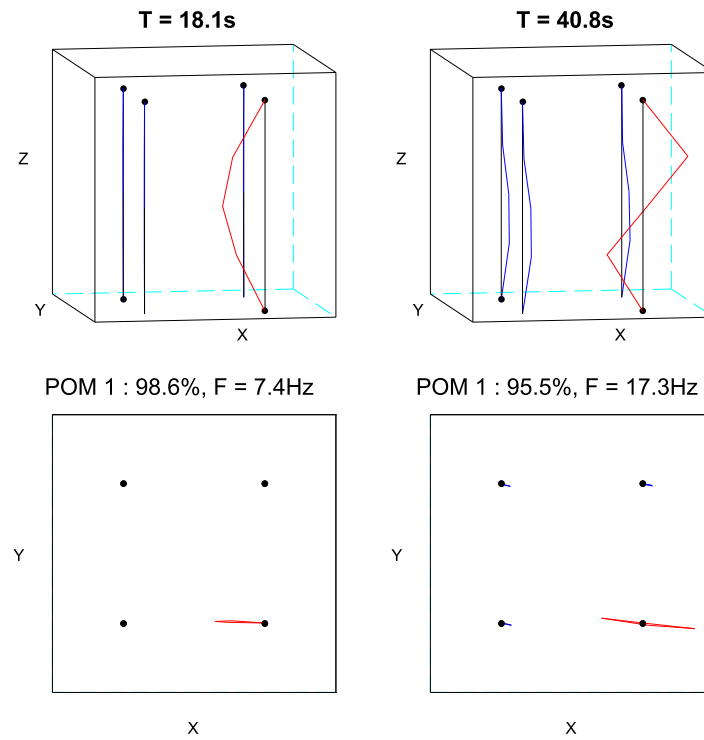 T = 18.1s
T = 40.8s
Z
Z
Y
X
Y
X
POM 1 : 98.6%, F = 7.4Hz
POM 1 : 95.5%, F = 17.3Hz
Y
Y
X
X